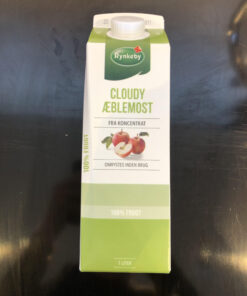 Rynkeby
CLOUDY
ÆBLEMOST
FRA KONCENTRAT
OMRYSTES INDEN BRUG
100% FRUGT
100% FRUGT
1 LITER